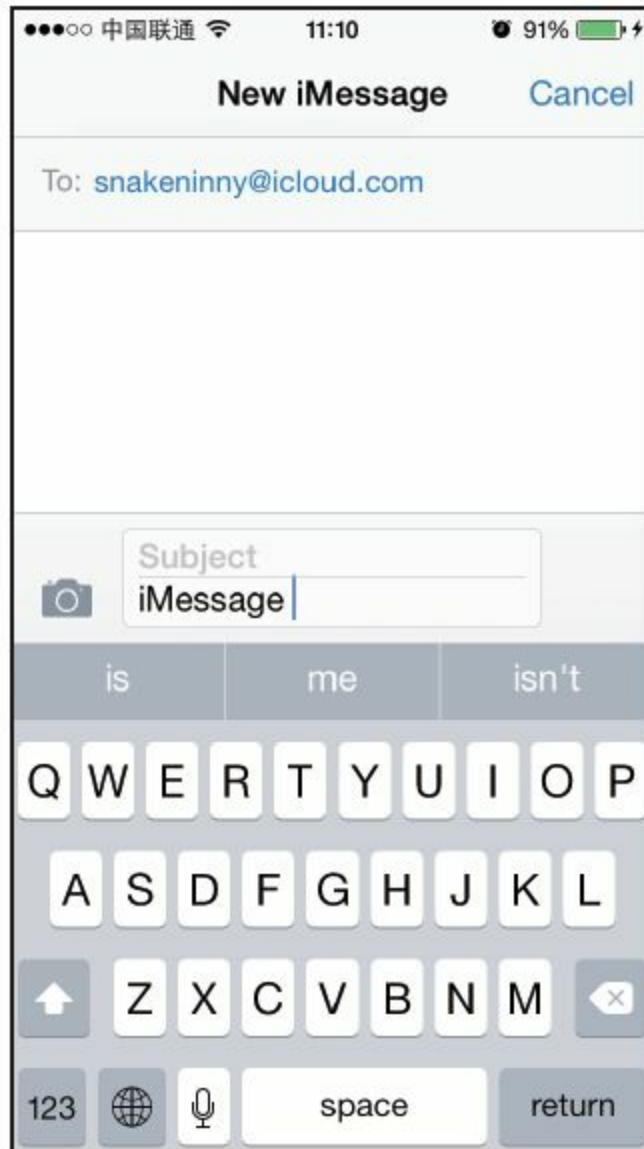 中国联通 11:10 91%
New iMessage Cancel
To: snakeninny@icloud.com
Subject
iMessage
is me isn't
Q W E R T Y U I O P
A S D F G H J K L
Z X C V B N M
123 space return